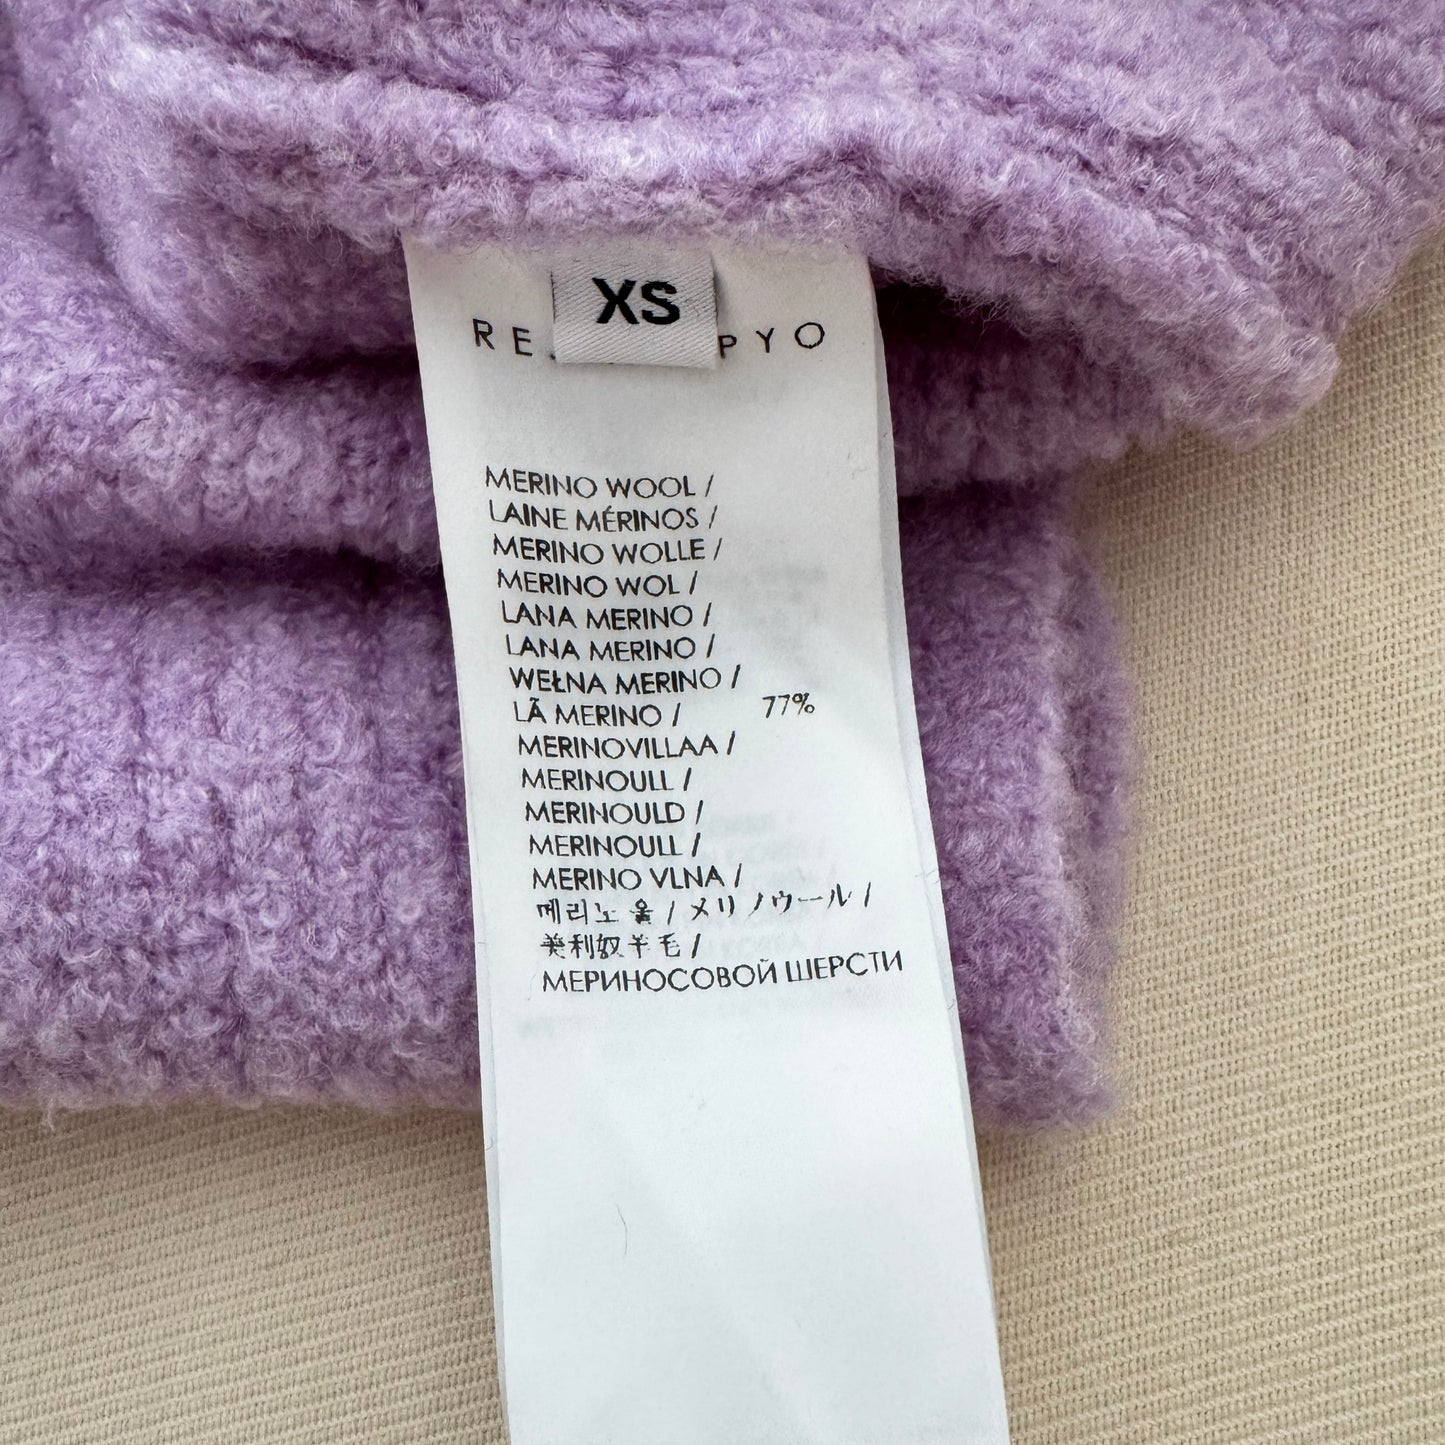 XS
RE PYO
MERINO WOOL /
LAINE MÉRINOS /
MERINO WOLLE /
MERINO WOL /
LANA MERINO /
LANA MERINO /
WEŁNA MERINO /
LÃ MERINO / 77%
MERINOVILLAA /
MERINOULL /
MERINOULD /
MERINOULL /
MERINO VLNA /
메리노 울 / メリノウール /
美利奴羊毛 /
МЕРИНОСОВОЙ ШЕРСТИ